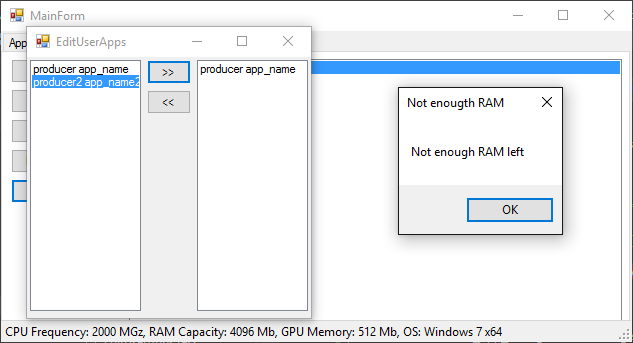 MainForm
App
EditUserApps
producer app_name
producer2 app_name2
>>
<<
producer app_name
Not enougth RAM
Not enough RAM left
OK
CPU Frequency: 2000 MGz, RAM Capacity: 4096 Mb, GPU Memory: 512 Mb, OS: Windows 7 x64